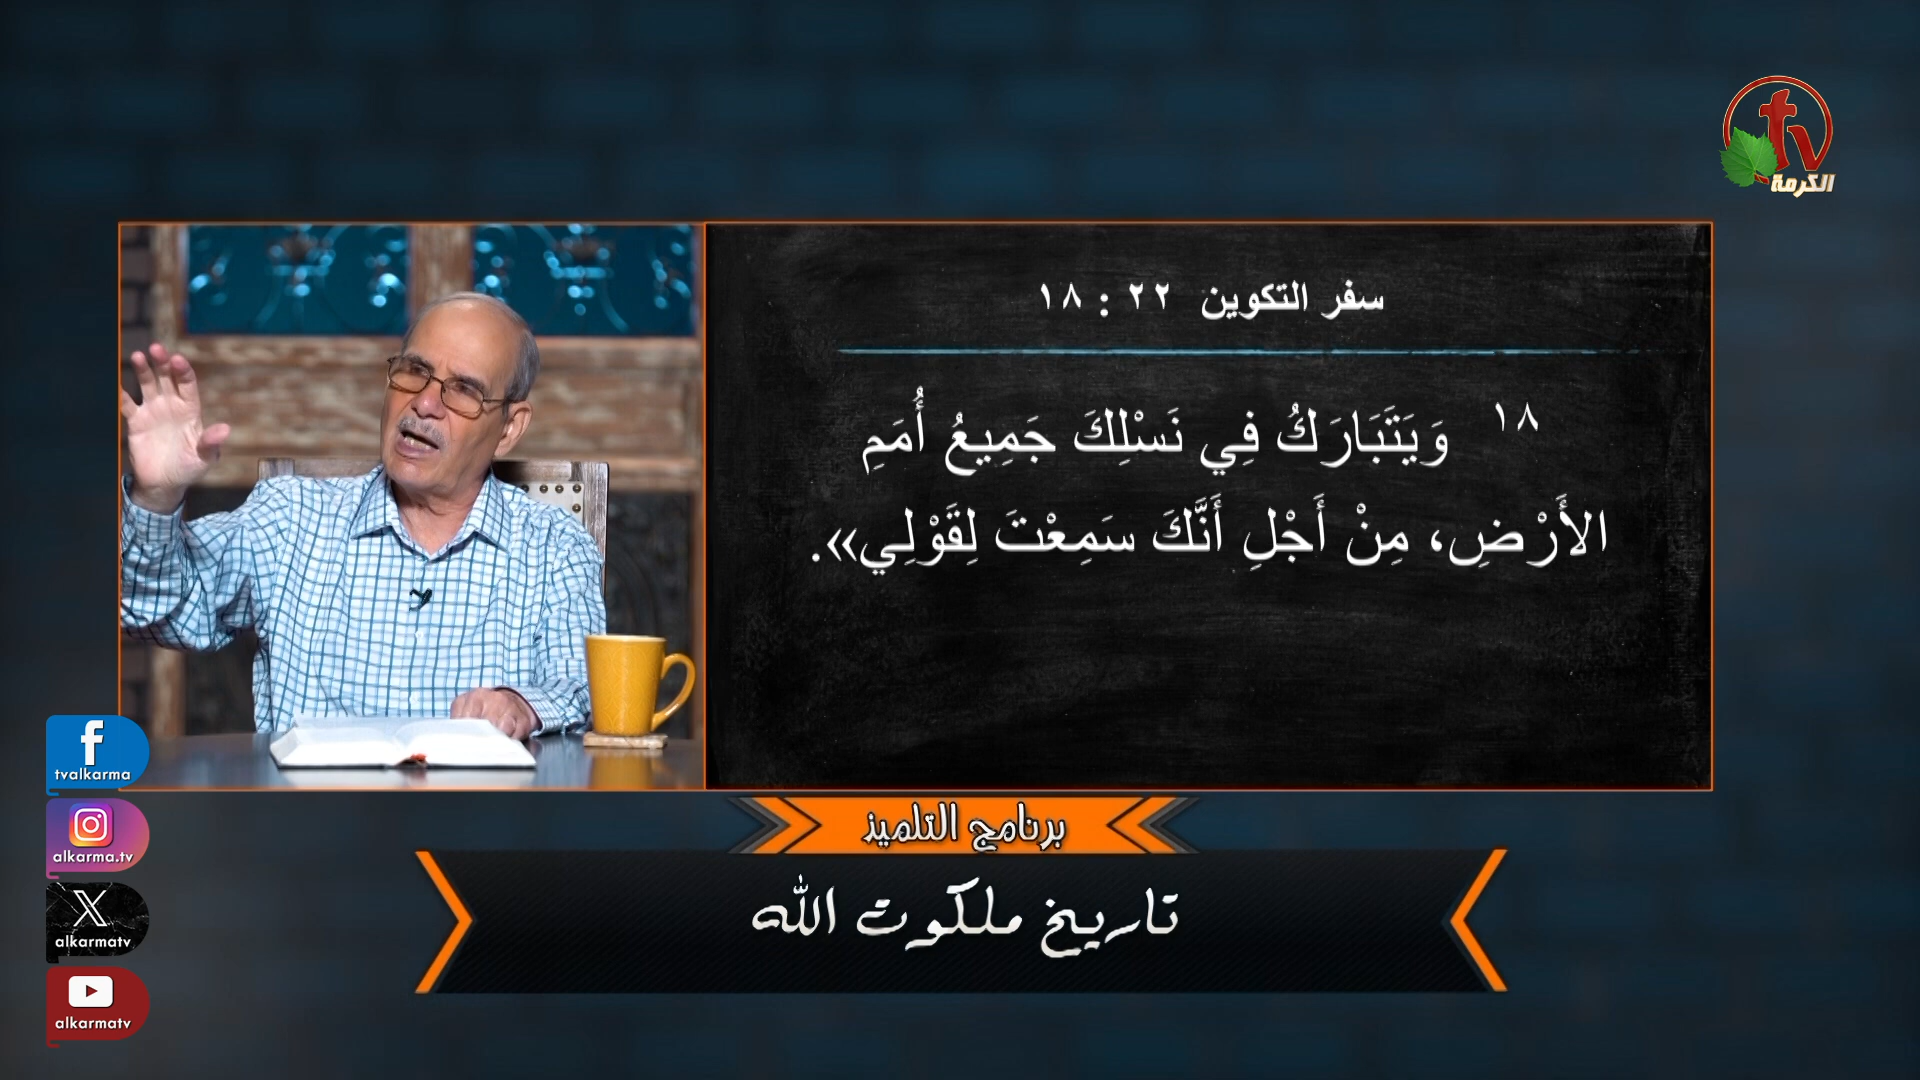 tv
الكرمة
سفر التكوين ٢٢ : ١٨
١٨ وَيَتَبَارَكُ فِي نَسْلِكَ جَمِيعُ أُمَمِ
الأَرْضِ، مِنْ أَجْلِ أَنَّكَ سَمِعْتَ لِقَوْلِي».
برنامج التلميذ
تاريخ ملكوت الله
tvalkarma
alkarma.tv
alkarmatv
alkarmatv